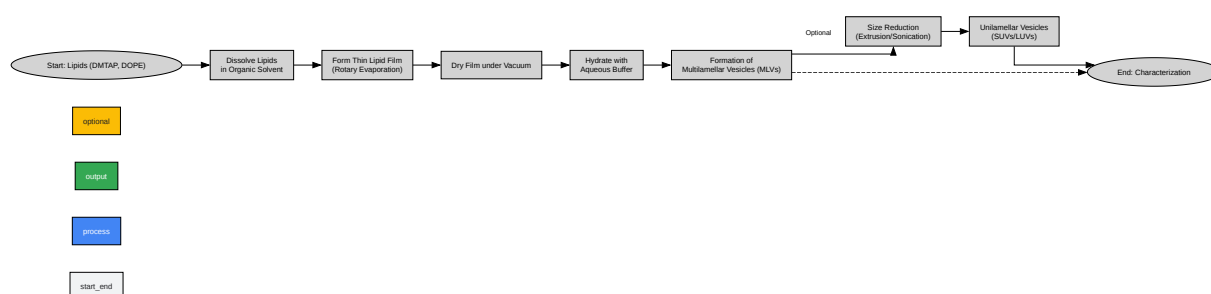 Start: Lipids (DMTAP, DOPE)
Dissolve Lipids
in Organic Solvent
Form Thin Lipid Film
(Rotary Evaporation)
Dry Film under Vacuum
Hydrate with
Aqueous Buffer
Formation of
Multilamellar Vesicles (MLVs)
Optional
Size Reduction
(Extrusion/Sonication)
Unilamellar Vesicles
(SUVs/LUVs)
End: Characterization
optional
output
process
start_end